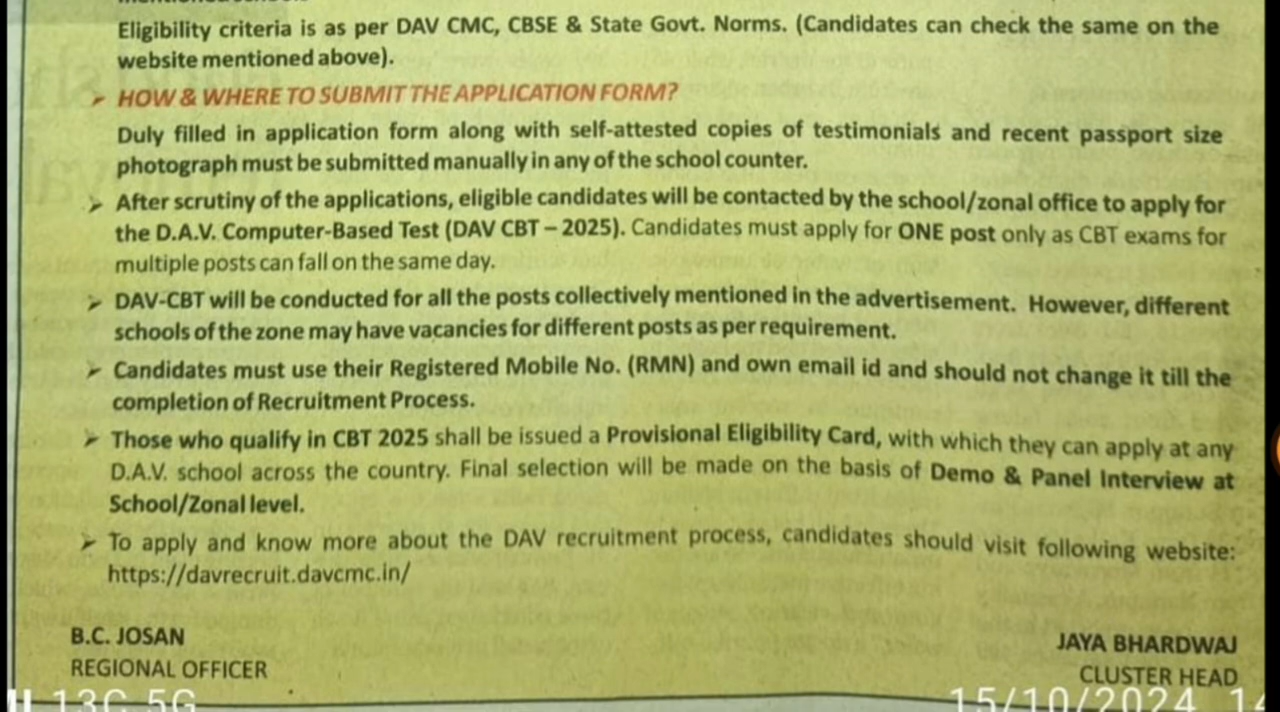 Eligibility criteria is as per DAV CMC, CBSE & State Govt. Norms. (Candidates can check the same on the
website mentioned above).
➢ HOW & WHERE TO SUBMIT THE APPLICATION FORM?
Duly filled in application form along with self-attested copies of testimonials and recent passport size
photograph must be submitted manually in any of the school counter.
➢ After scrutiny of the applications, eligible candidates will be contacted by the school/zonal office to apply for
the D.A.V. Computer-Based Test (DAV CBT – 2025). Candidates must apply for ONE post only as CBT exams for
multiple posts can fall on the same day.
➢ DAV-CBT will be conducted for all the posts collectively mentioned in the advertisement. However, different
schools of the zone may have vacancies for different posts as per requirement.
➢ Candidates must use their Registered Mobile No. (RMN) and own email id and should not change it till the
completion of Recruitment Process.
➢ Those who qualify in CBT 2025 shall be issued a Provisional Eligibility Card, with which they can apply at any
D.A.V. school across the country. Final selection will be made on the basis of Demo & Panel Interview at
School/Zonal level.
➢ To apply and know more about the DAV recruitment process, candidates should visit following website:
https://davrecruit.davcmc.in/
B.C. JOSAN
REGIONAL OFFICER
JAYA BHARDWAJ
CLUSTER HEAD
13C 5G
15/10/2024